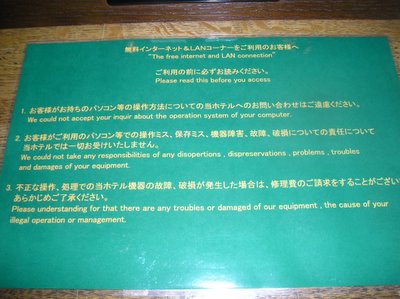 無料インターネット&LANコーナーをご利用のお客様へ
"The free internet and LAN connection"
ご利用の前に必ずお読みください。
Please read this before you access
1. お客様がお持ちのパソコン等の操作方法についての当ホテルへのお問い合わせはご遠慮ください。
We could not accept your inquir about the operation system of your computer.
2. お客様がご利用のパソコン等での操作ミス、保存ミス、機器障害、故障、破損についての責任について
当ホテルでは一切お受けいたしません。
We could not take any responsibilities of any disopertions , dispreservations , problems , troubles
and damages of your equipment.
3. 不正な操作、処理での当ホテル機器の故障、破損が発生した場合は、修理費のご請求をすることがござい
あらかじめご了承ください。
Please understanding for that there are any troubles or damaged of our equipment , the cause of your
illegal operation or management.